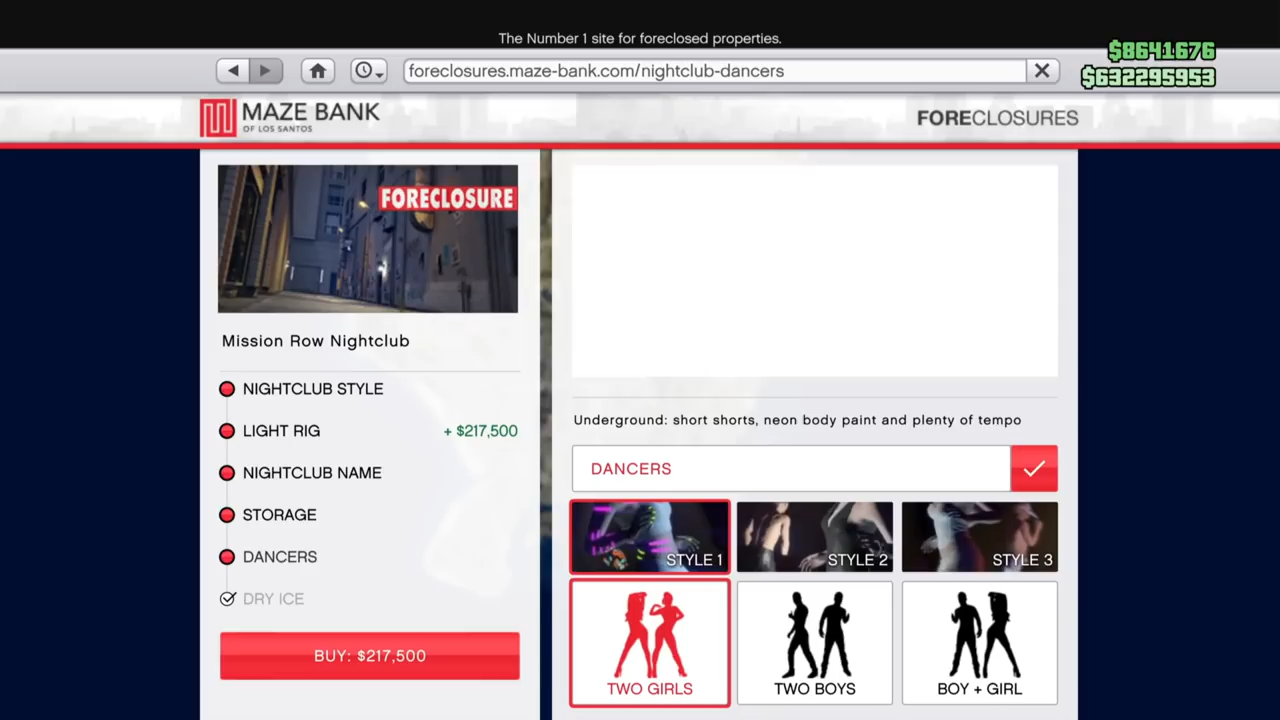 The Number 1 site for foreclosed properties.
$8641676
$632295953
foreclosures.maze-bank.com/nightclub-dancers
MAZE BANK
OF LOS SANTOS
FORECLOSURES
FORECLOSURE
Mission Row Nightclub
NIGHTCLUB STYLE
LIGHT RIG + $217,500
NIGHTCLUB NAME
STORAGE
DANCERS
DRY ICE
BUY: $217,500
Underground: short shorts, neon body paint and plenty of tempo
DANCERS
STYLE 1 STYLE 2 STYLE 3
TWO GIRLS TWO BOYS BOY + GIRL